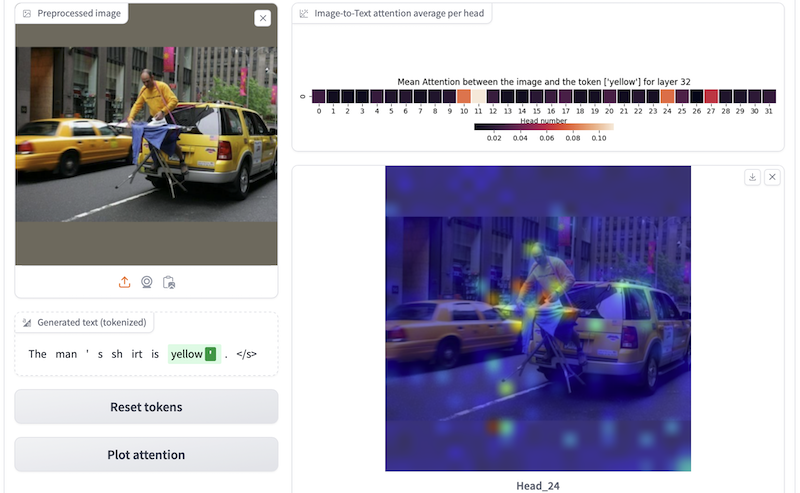 Preprocessed image
Image-to-Text attention average per head
Mean Attention between the image and the token ['yellow'] for layer 32
0
0 1 2 3 4 5 6 7 8 9 10 11 12 13 14 15 16 17 18 19 20 21 22 23 24 25 26 27 28 29 30 31
Head number
0.02 0.04 0.06 0.08 0.10
Generated text (tokenized)
The man ' s sh irt is yellow ' . </s>
Reset tokens
Plot attention
Head_24